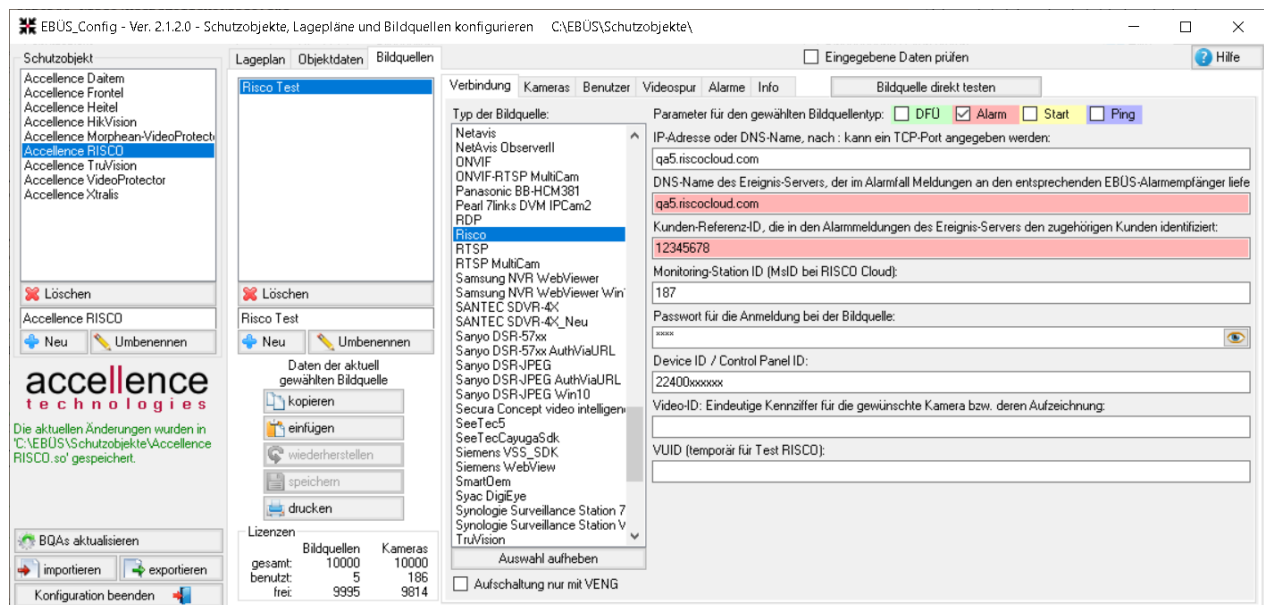 EBÜS_Config - Ver. 2.1.2.0 - Schutzobjekte, Lagepläne und Bildquellen konfigurieren C:\EBÜS\Schutzobjekte\
Schutzobjekt
Accellence Daitem
Accellence Frontel
Accellence Heitel
Accellence HikVision
Accellence Morphean-VideoProtect
Accellence RISCO
Accellence TruVision
Accellence VideoProtector
Accellence Xtralis
Löschen
Accellence RISCO
Neu
Umbenennen
accellence
technologies
Die aktuellen Änderungen wurden in
'C:\EBÜS\Schutzobjekte\Accellence
RISCO.so' gespeichert.
BQAs aktualisieren
importieren
exportieren
Konfiguration beenden
Lageplan
Objektdaten
Bildquellen
Risco Test
Löschen
Risco Test
Neu
Umbenennen
Daten der aktuell
gewählten Bildquelle
kopieren
einfügen
wiederherstellen
speichern
drucken
Lizenzen
Bildquellen Kameras
gesamt: 10000 10000
benutzt: 5 186
frei: 9995 9814
Eingegebene Daten prüfen
Hilfe
Verbindung
Kameras
Benutzer
Videospur
Alarme
Info
Bildquelle direkt testen
Typ der Bildquelle:
Netavis
NetAvis ObserverII
ONVIF
ONVIF-RTSP MultiCam
Panasonic BB-HCM381
Pearl 7links DVM IPCam2
RDP
Risco
RTSP
RTSP MultiCam
Samsung NVR WebViewer
Samsung NVR WebViewer Win
SANTEC SDVR-4X
SANTEC SDVR-4X_Neu
Sanyo DSR-57xx
Sanyo DSR-57xx AuthViaURL
Sanyo DSR-JPEG
Sanyo DSR-JPEG AuthViaURL
Sanyo DSR-JPEG Win10
Secura Concept video intelligen
SeeTec5
SeeTecCayugaSdk
Siemens VSS_SDK
Siemens WebView
SmartOem
Syac DigiEye
Synologie Surveillance Station 7
Synologie Surveillance Station V
TruVision
Auswahl aufheben
Aufschaltung nur mit VENG
Parameter für den gewählten Bildquellentyp:
DFÜ
Alarm
Start
Ping
IP-Adresse oder DNS-Name, nach : kann ein TCP-Port angegeben werden:
qa5.riscocloud.com
DNS-Name des Ereignis-Servers, der im Alarmfall Meldungen an den entsprechenden EBÜS-Alarmempfänger liefe
qa5.riscocloud.com
Kunden-Referenz-ID, die in den Alarmmeldungen des Ereignis-Servers den zugehörigen Kunden identifiziert:
12345678
Monitoring-Station ID (MsID bei RISCO Cloud):
187
Passwort für die Anmeldung bei der Bildquelle:
××××
Device ID / Control Panel ID:
22400xxxxxx
Video-ID: Eindeutige Kennziffer für die gewünschte Kamera bzw. deren Aufzeichnung:
VUID (temporär für Test RISCO):